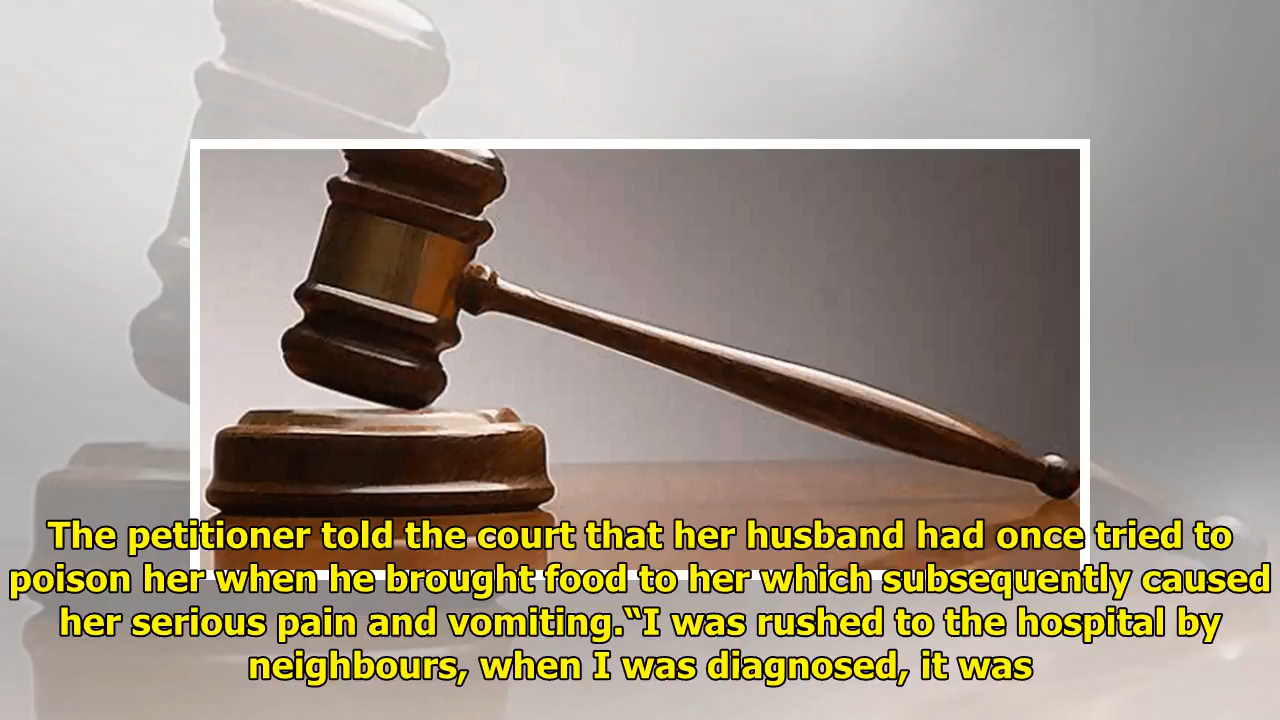 The petitioner told the court that her husband had once tried to
poison her when he brought food to her which subsequently caused
her serious pain and vomiting.“I was rushed to the hospital by
neighbours, when I was diagnosed, it was